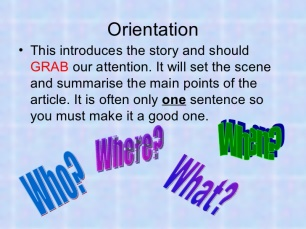 Orientation
• This introduces the story and should
GRAB our attention. It will set the scene
and summarise the main points of the
article. It is often only one sentence so
you must make it a good one.
Who?
Where?
What?
When?